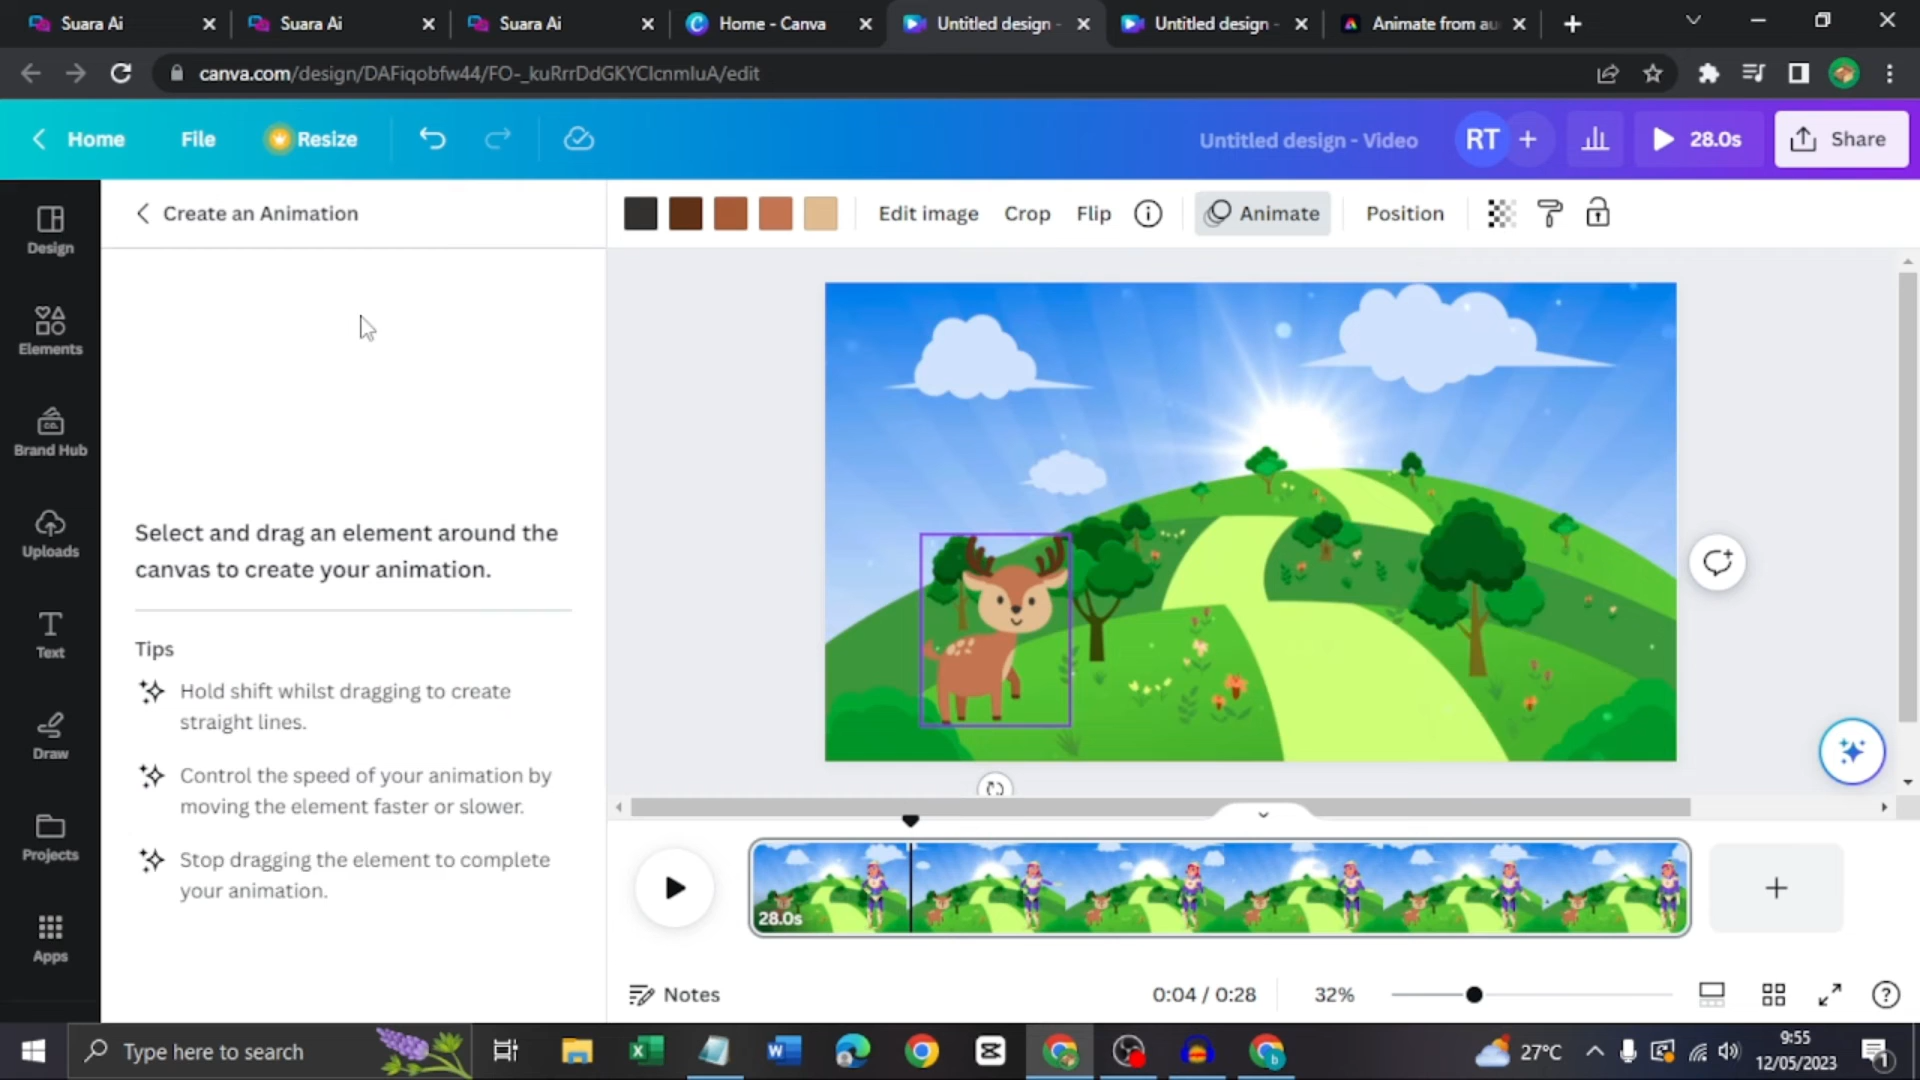 Suara Ai
Suara Ai
Suara Ai
Home - Canva
Untitled design -
Untitled design -
Animate from au
canva.com/design/DAFiqobfw44/FO-_kuRrrDdGKYCIcnmluA/edit
Home
File
Resize
Untitled design - Video
RT
28.0s
Share
Design
Elements
Brand Hub
Uploads
Text
Draw
Projects
Apps
Create an Animation
Select and drag an element around the
canvas to create your animation.
Tips
Hold shift whilst dragging to create
straight lines.
Control the speed of your animation by
moving the element faster or slower.
Stop dragging the element to complete
your animation.
Edit image
Crop
Flip
Animate
Position
28.0s
Notes
0:04 / 0:28
32%
Type here to search
27°C
9:55
12/05/2023
1